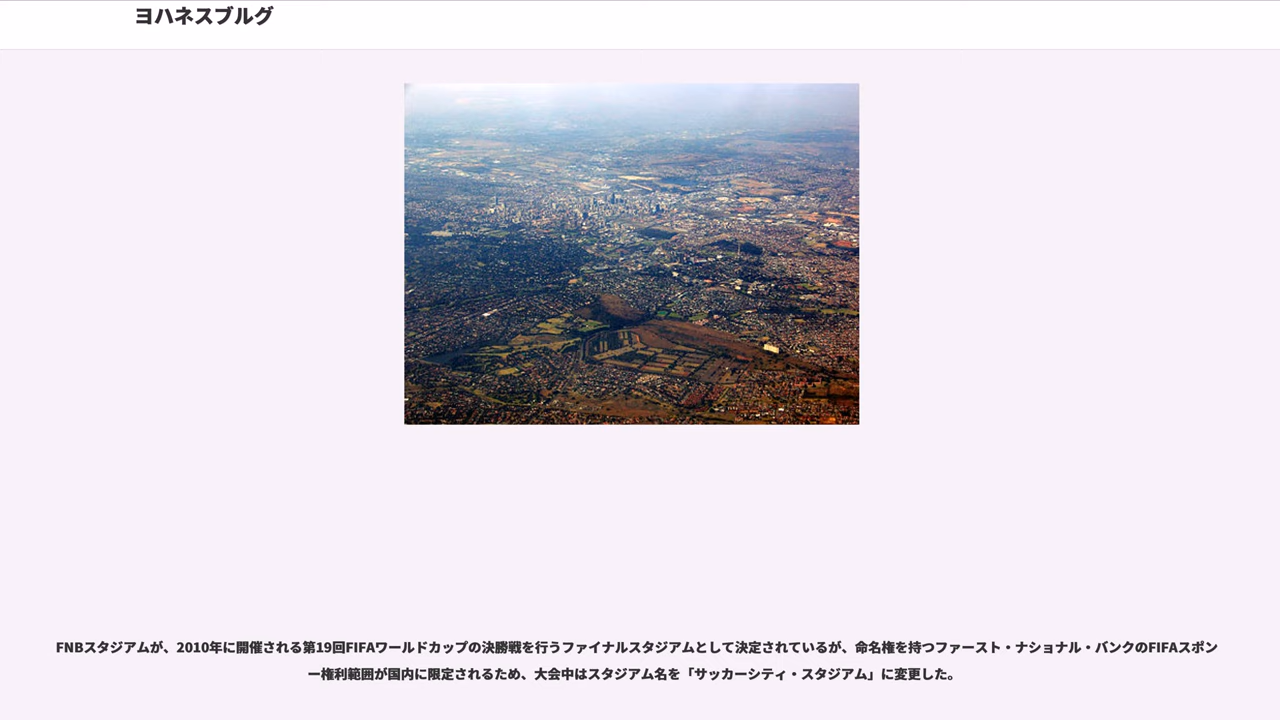 ヨハネスブルグ
FNBスタジアムが、2010年に開催される第19回FIFAワールドカップの決勝戦を行うファイナルスタジアムとして決定されているが、命名権を持つファースト・ナショナル・バンクのFIFAスポン
ー権利範囲が国内に限定されるため、大会中はスタジアム名を「サッカーシティ・スタジアム」に変更した。